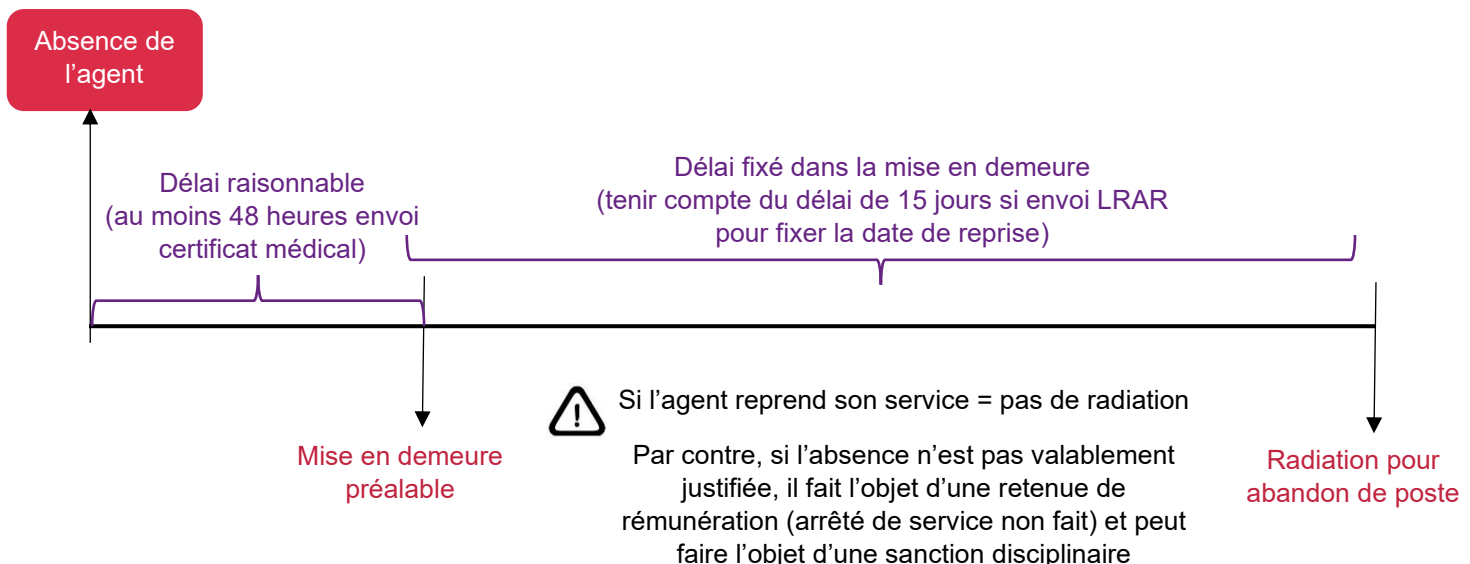 Absence de
l’agent
Délai raisonnable
(au moins 48 heures envoi
certificat médical)
Délai fixé dans la mise en demeure
(tenir compte du délai de 15 jours si envoi LRAR
pour fixer la date de reprise)
Mise en demeure
préalable
Si l’agent reprend son service = pas de radiation
Par contre, si l’absence n’est pas valablement
justifiée, il fait l’objet d’une retenue de
rémunération (arrêté de service non fait) et peut
faire l’objet d’une sanction disciplinaire
Radiation pour
abandon de poste